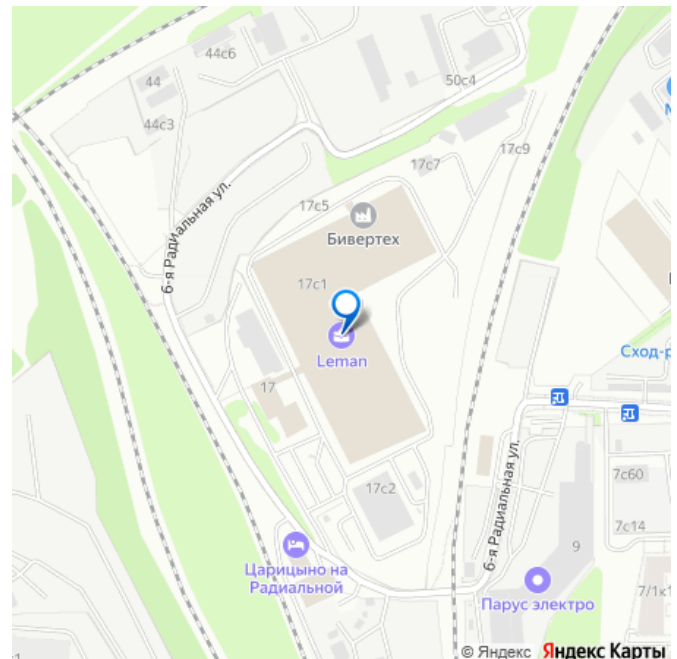 44с6
44
50с4
44с3
17с9
17с7
6-я Радиальная ул.
17с5
Бивертех
17с1
Leman
Сход-р
17
7с60
17с2
6-я Радиальная ул.
7с14
9
Царицыно на
Радиальной
7/1к1
Парус электро
© Яндекс Яндекс Карты